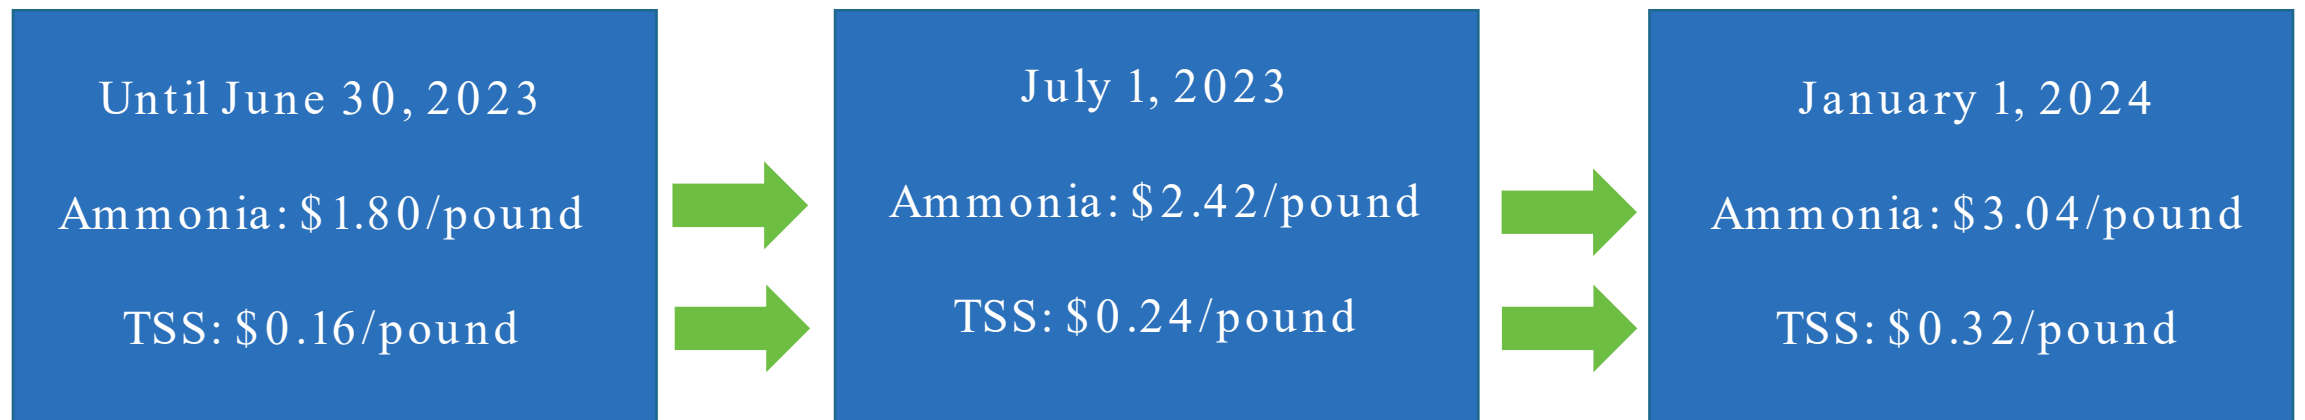 Until June 30, 2023
Ammonia: $1.80/pound
TSS: $0.16/pound
July 1, 2023
Ammonia: $2.42/pound
TSS: $0.24/pound
January 1, 2024
Ammonia: $3.04/pound
TSS: $0.32/pound